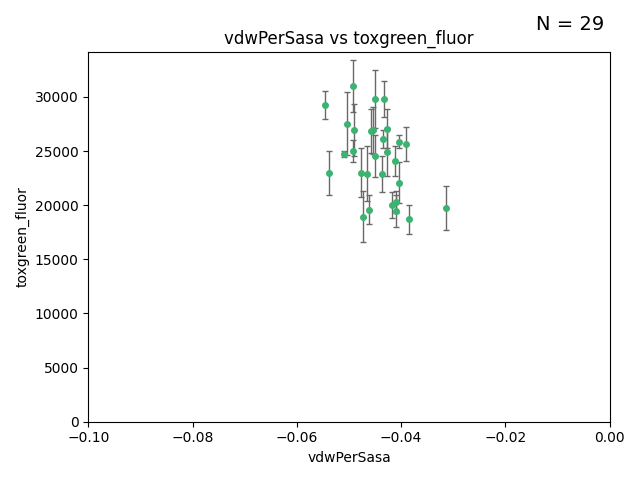 N = 29
vdwPerSasa vs toxgreen_fluor
30000
25000
20000
15000
10000
5000
0
toxgreen_fluor
−0.10 −0.08 −0.06 −0.04 −0.02 0.00
vdwPerSasa